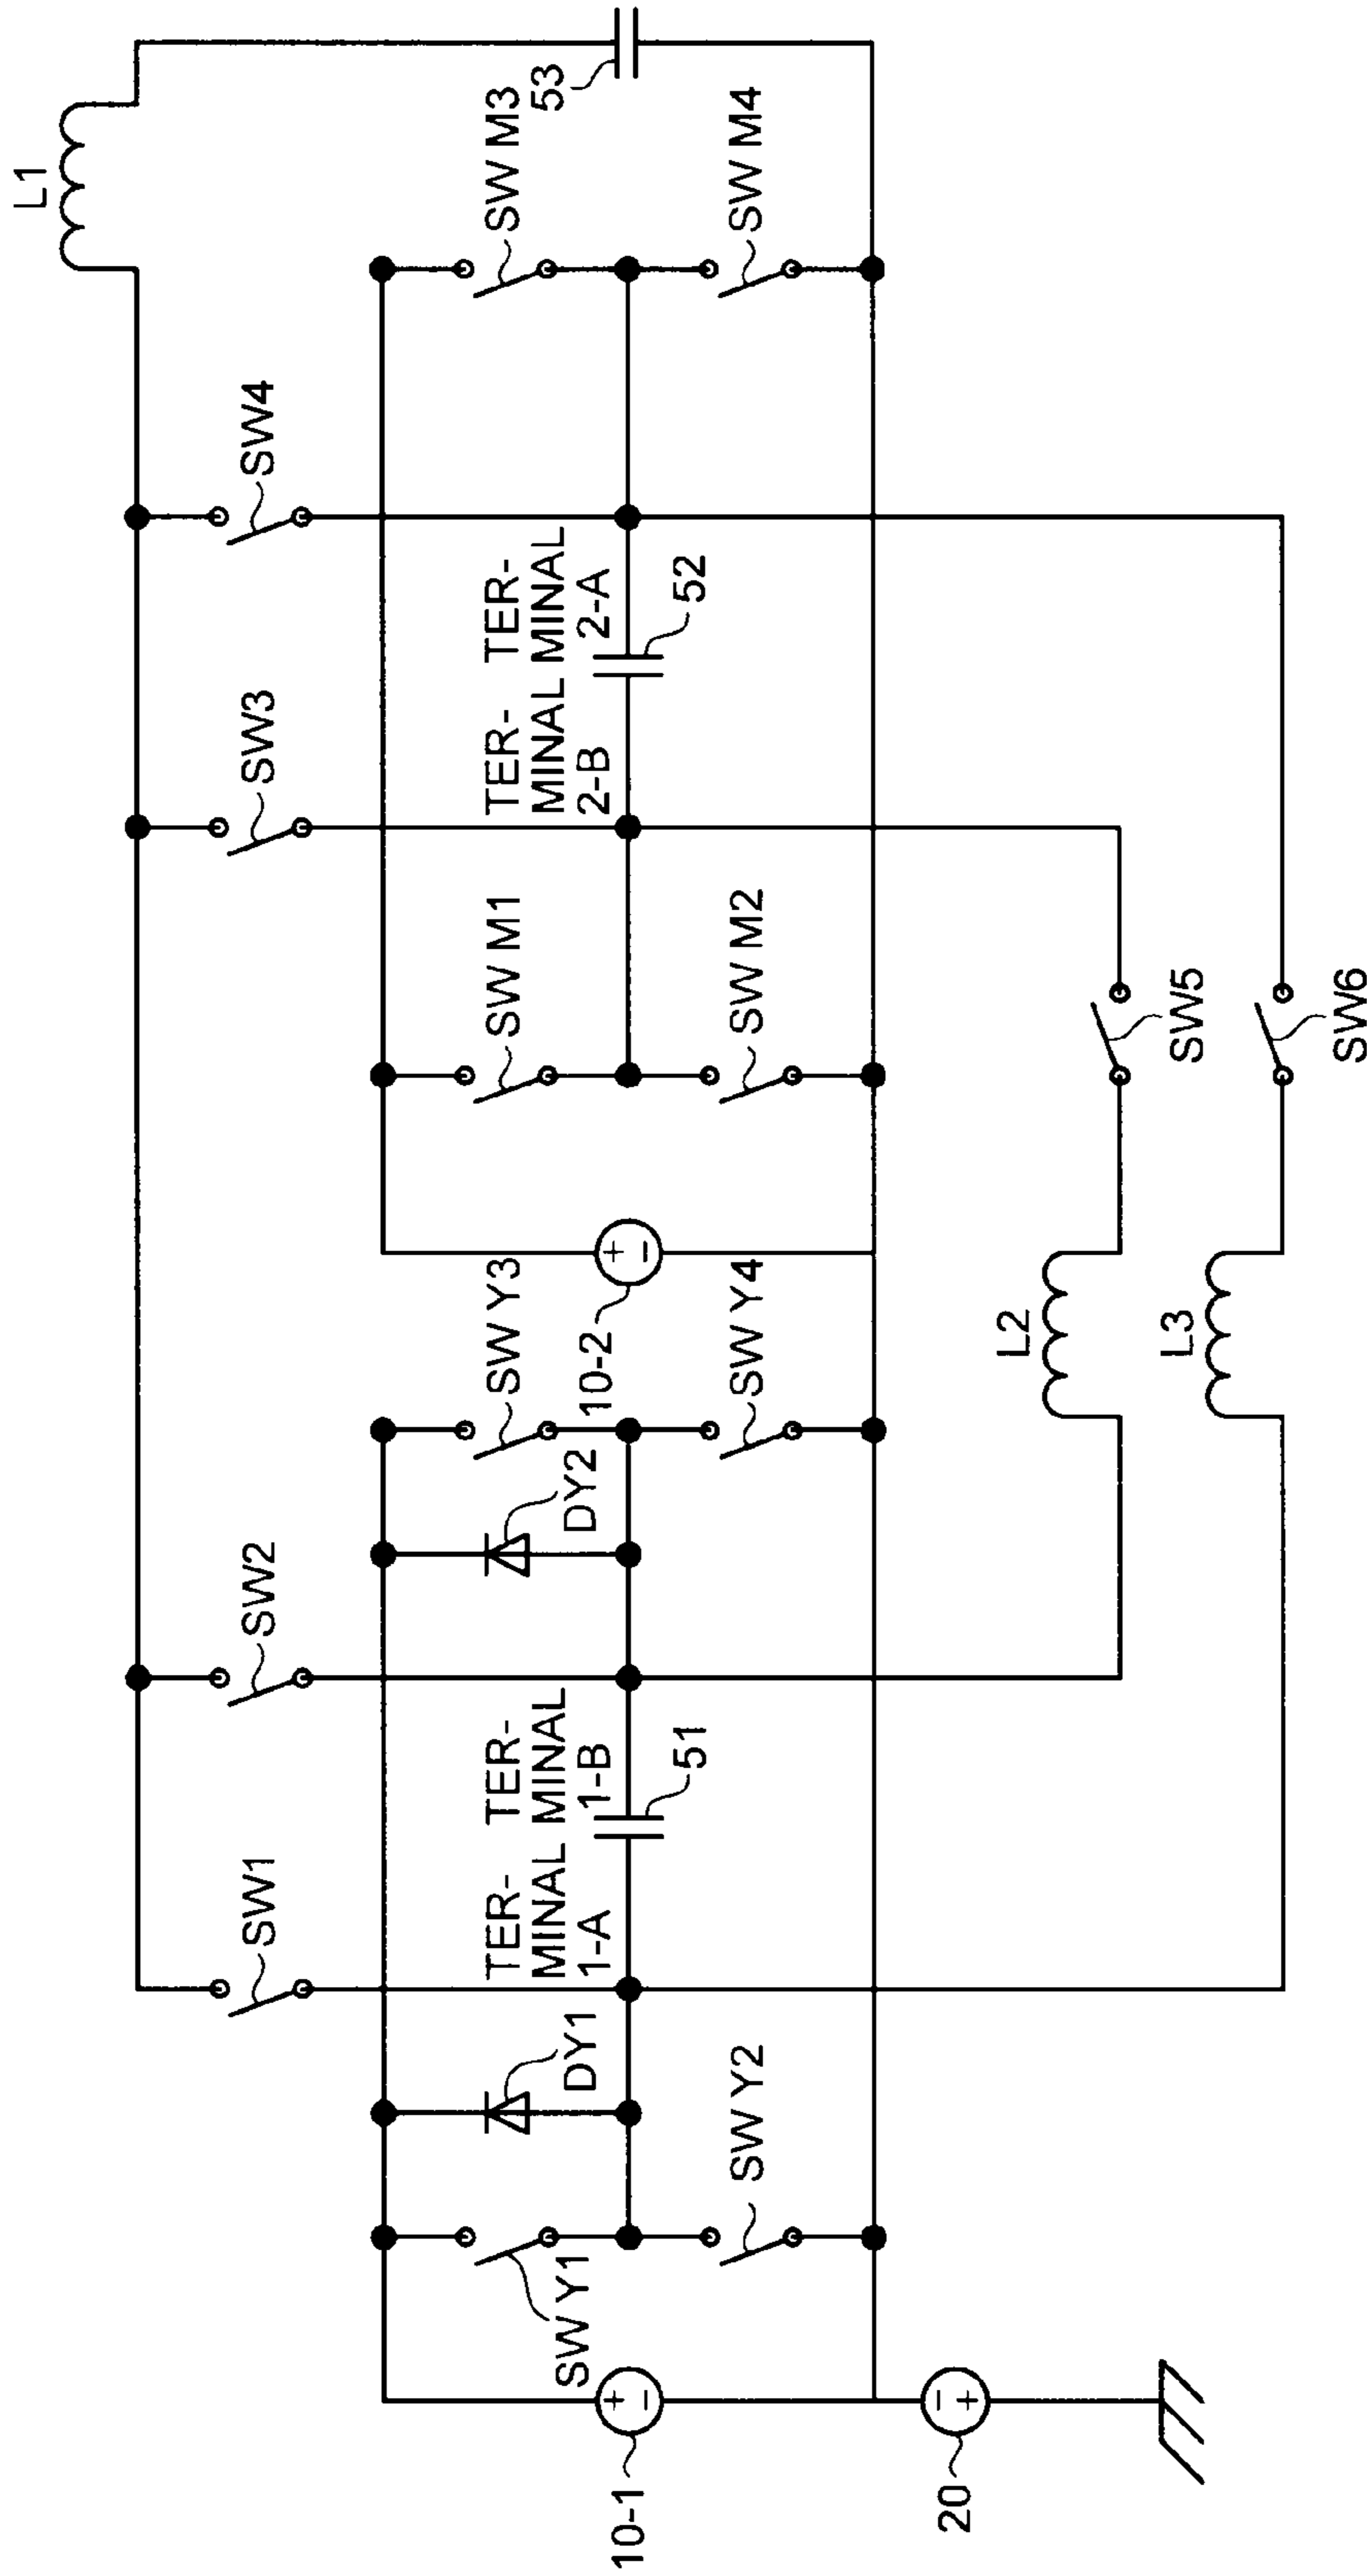 L1
SW1
SW2
SW3
SW4
53
SW Y1
DY1
TER-
MINAL
1-A
TER-
MINAL
1-B
DY2
SW Y3
10-2
SW M1
TER-
MINAL
2-B
TER-
MINAL
2-A
SW M3
10-1
+
−
SW Y2
51
SW Y4
+
−
SW M2
52
SW M4
20
−
+
L2
SW5
L3
SW6